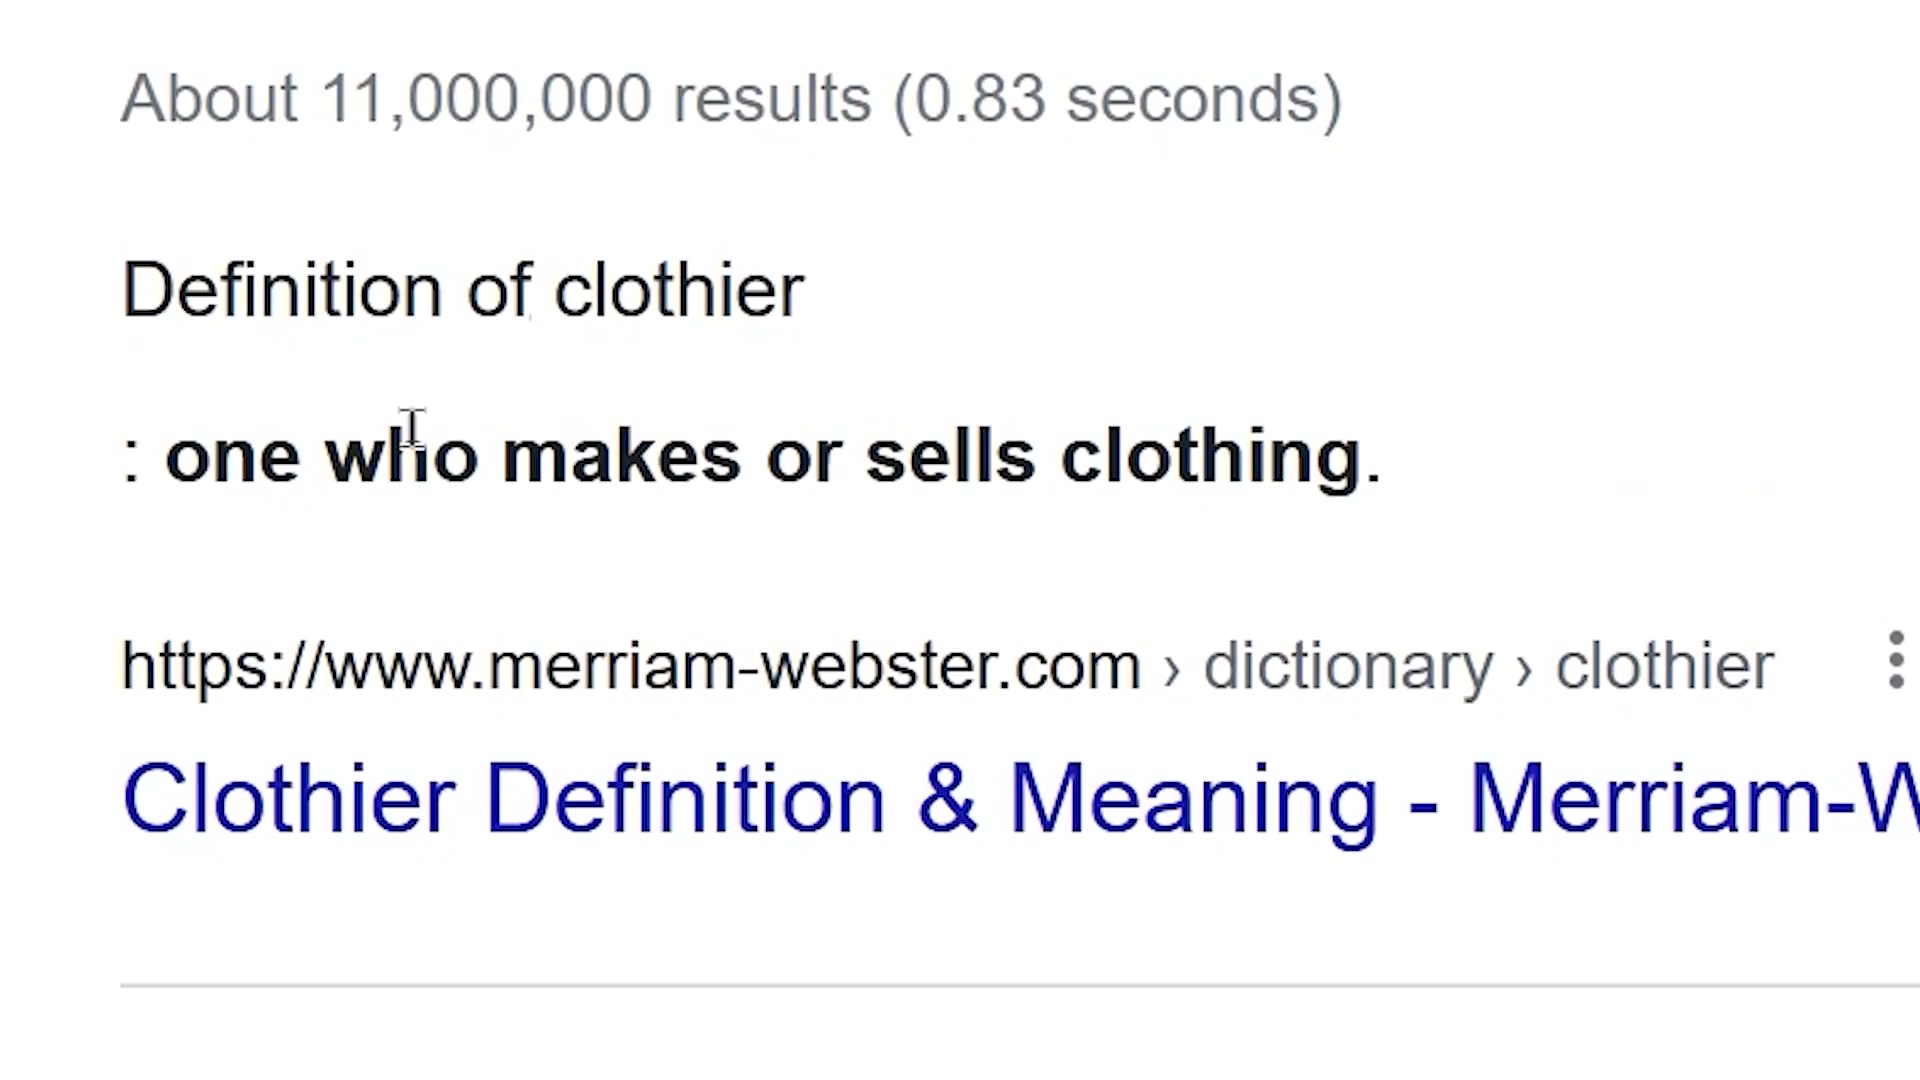 About 11,000,000 results (0.83 seconds)
Definition of clothier
: one who makes or sells clothing.
https://www.merriam-webster.com › dictionary › clothier
Clothier Definition & Meaning - Merriam-W